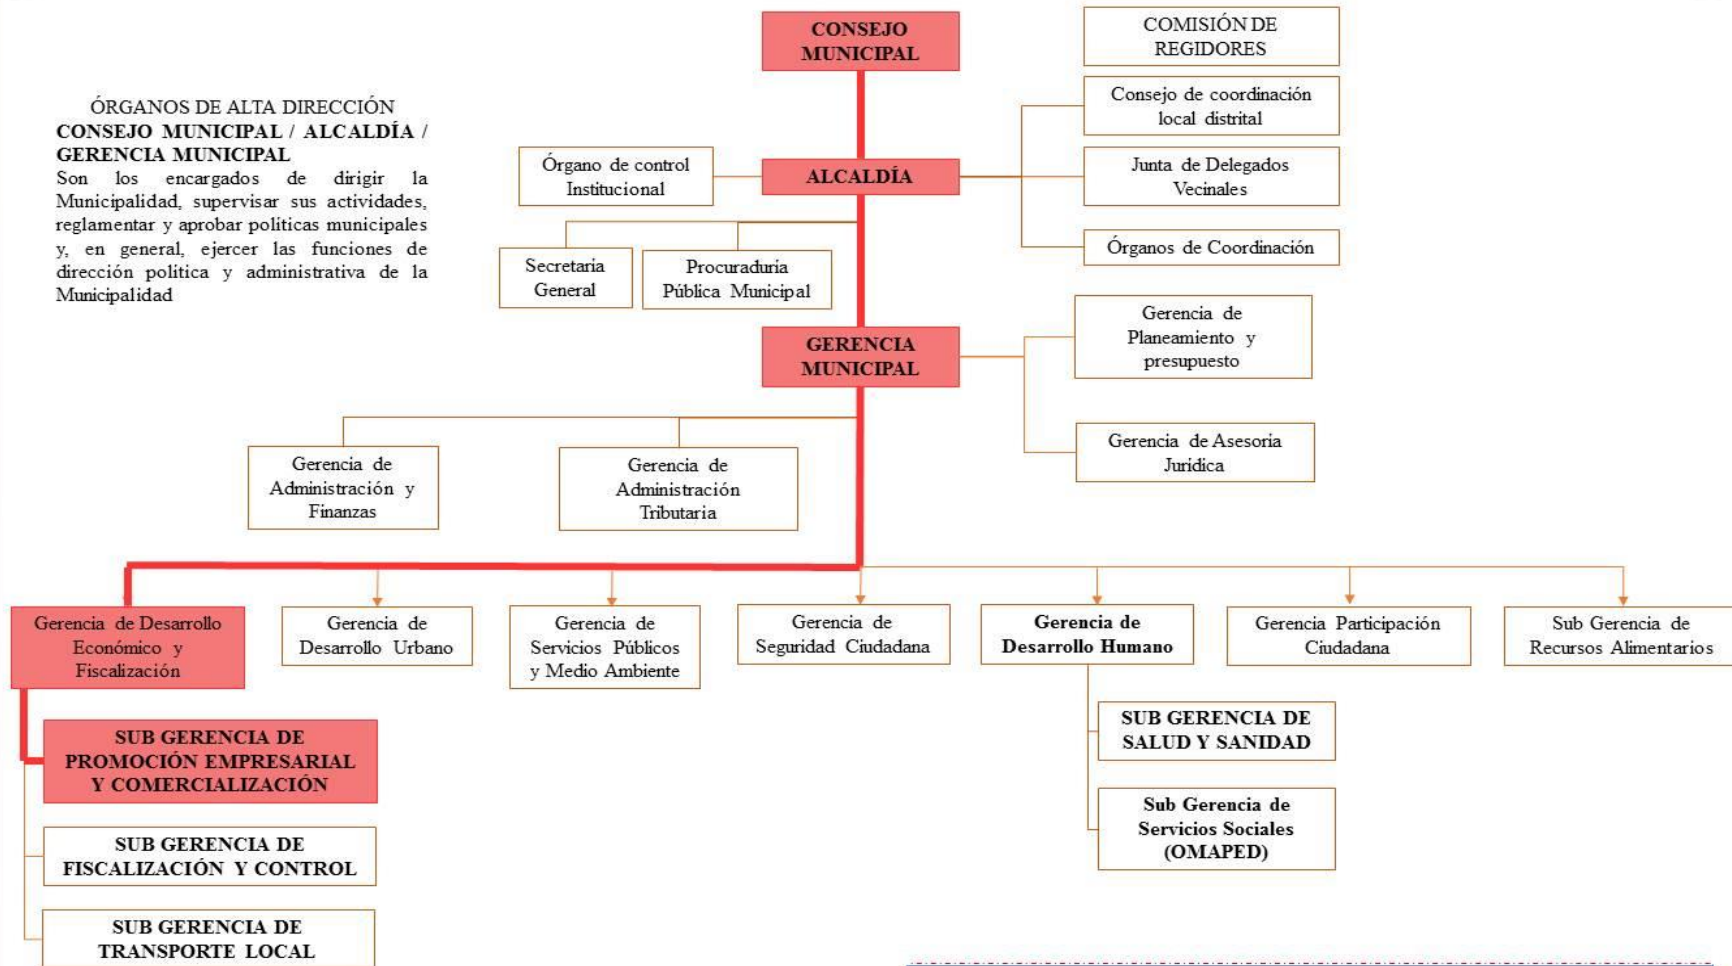 CONSEJO
MUNICIPAL
COMISIÓN DE
REGIDORES
ÓRGANOS DE ALTA DIRECCIÓN
CONSEJO MUNICIPAL / ALCALDÍA /
GERENCIA MUNICIPAL
Son los encargados de dirigir la
Municipalidad, supervisar sus actividades,
reglamentar y aprobar políticas municipales
y, en general, ejercer las funciones de
dirección política y administrativa de la
Municipalidad
Consejo de coordinación
local distrital
Órgano de control
Institucional
ALCALDÍA
Junta de Delegados
Vecinales
Órganos de Coordinación
Secretaria
General
Procuraduria
Pública Municipal
GERENCIA
MUNICIPAL
Gerencia de
Planeamiento y
presupuesto
Gerencia de Asesoria
Jurídica
Gerencia de
Administración y
Finanzas
Gerencia de
Administración
Tributaria
Gerencia de Desarrollo
Económico y
Fiscalización
Gerencia de
Desarrollo Urbano
Gerencia de
Servicios Públicos
y Medio Ambiente
Gerencia de
Seguridad Ciudadana
Gerencia de
Desarrollo Humano
Gerencia Participación
Ciudadana
Sub Gerencia de
Recursos Alimentarios
SUB GERENCIA DE
PROMOCIÓN EMPRESARIAL
Y COMERCIALIZACIÓN
SUB GERENCIA DE
FISCALIZACIÓN Y CONTROL
SUB GERENCIA DE
TRANSPORTE LOCAL
SUB GERENCIA DE
SALUD Y SANIDAD
Sub Gerencia de
Servicios Sociales
(OMAPED)